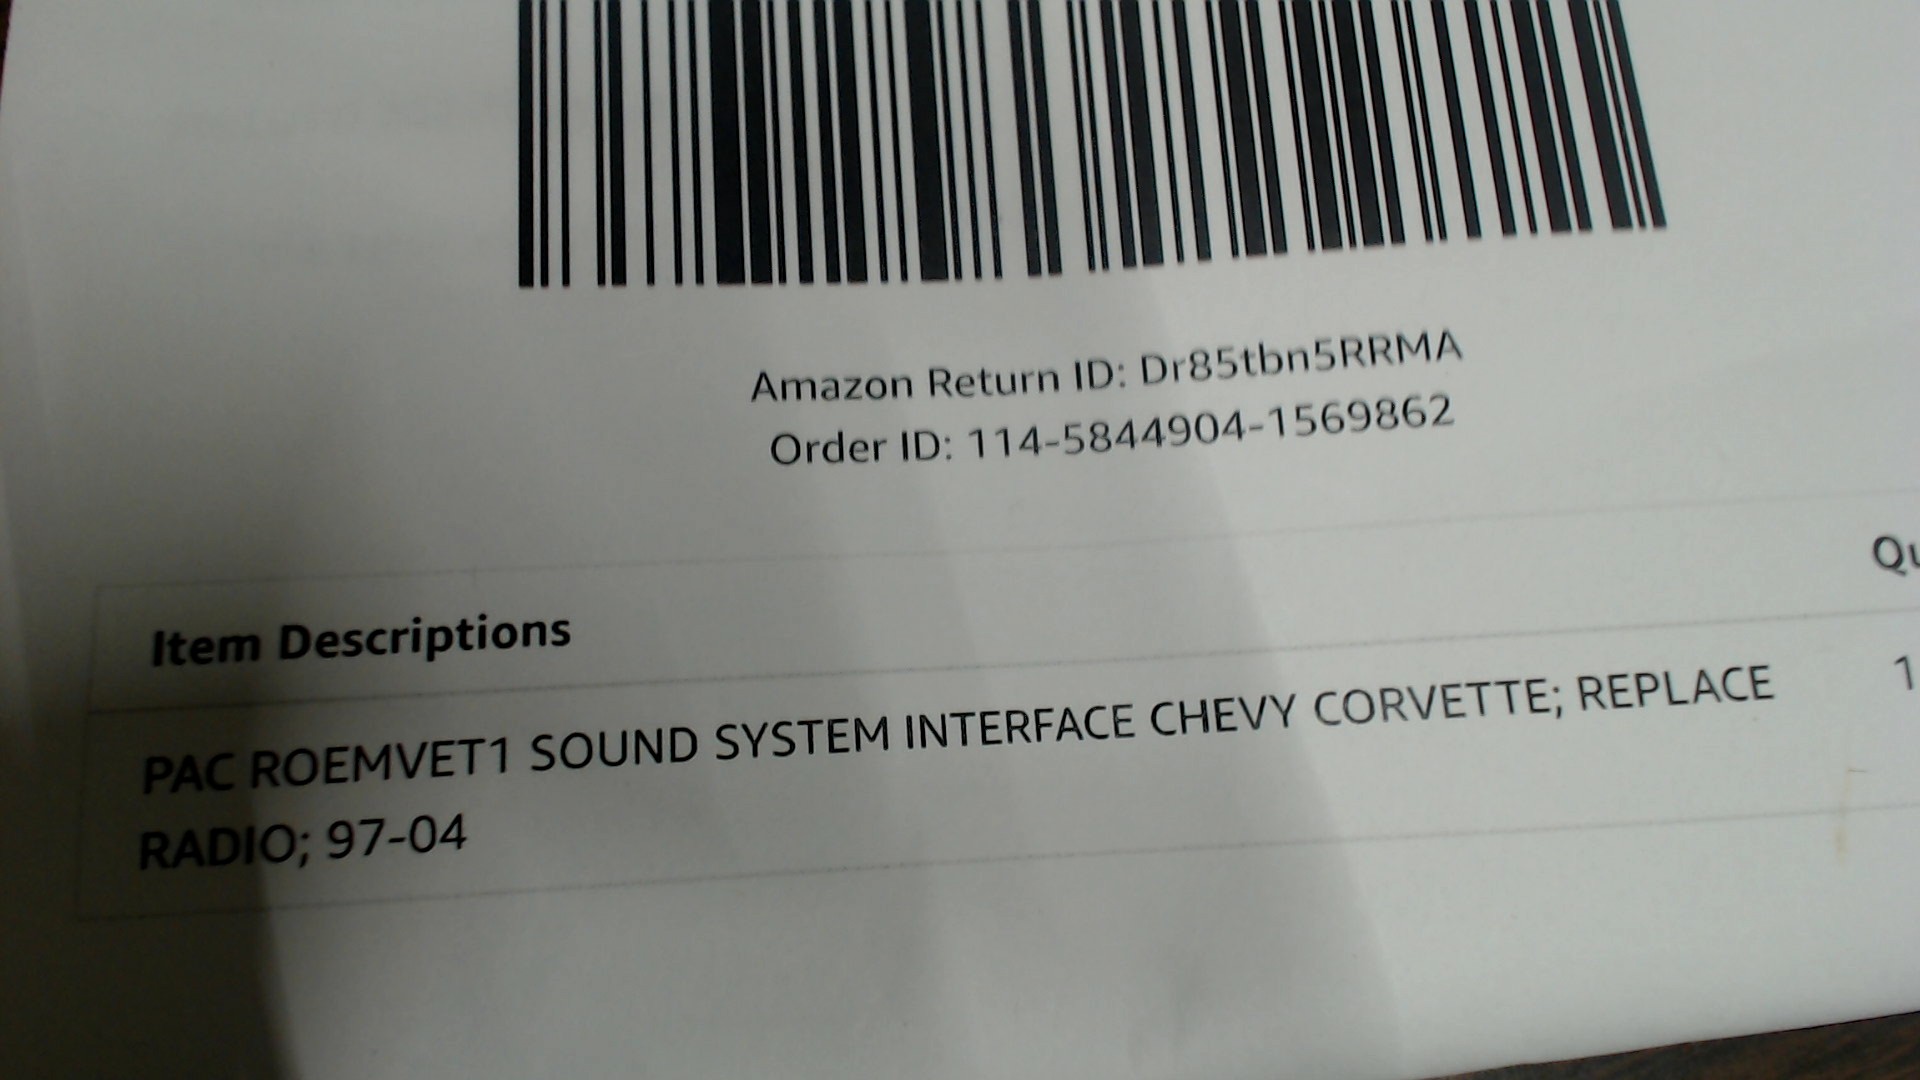 Amazon Return ID: Dr85tbn5RRMA
Order ID: 114-5844904-1569862
Item Descriptions
PAC ROEMVET1 SOUND SYSTEM INTERFACE CHEVY CORVETTE; REPLACE 1
RADIO; 97-04